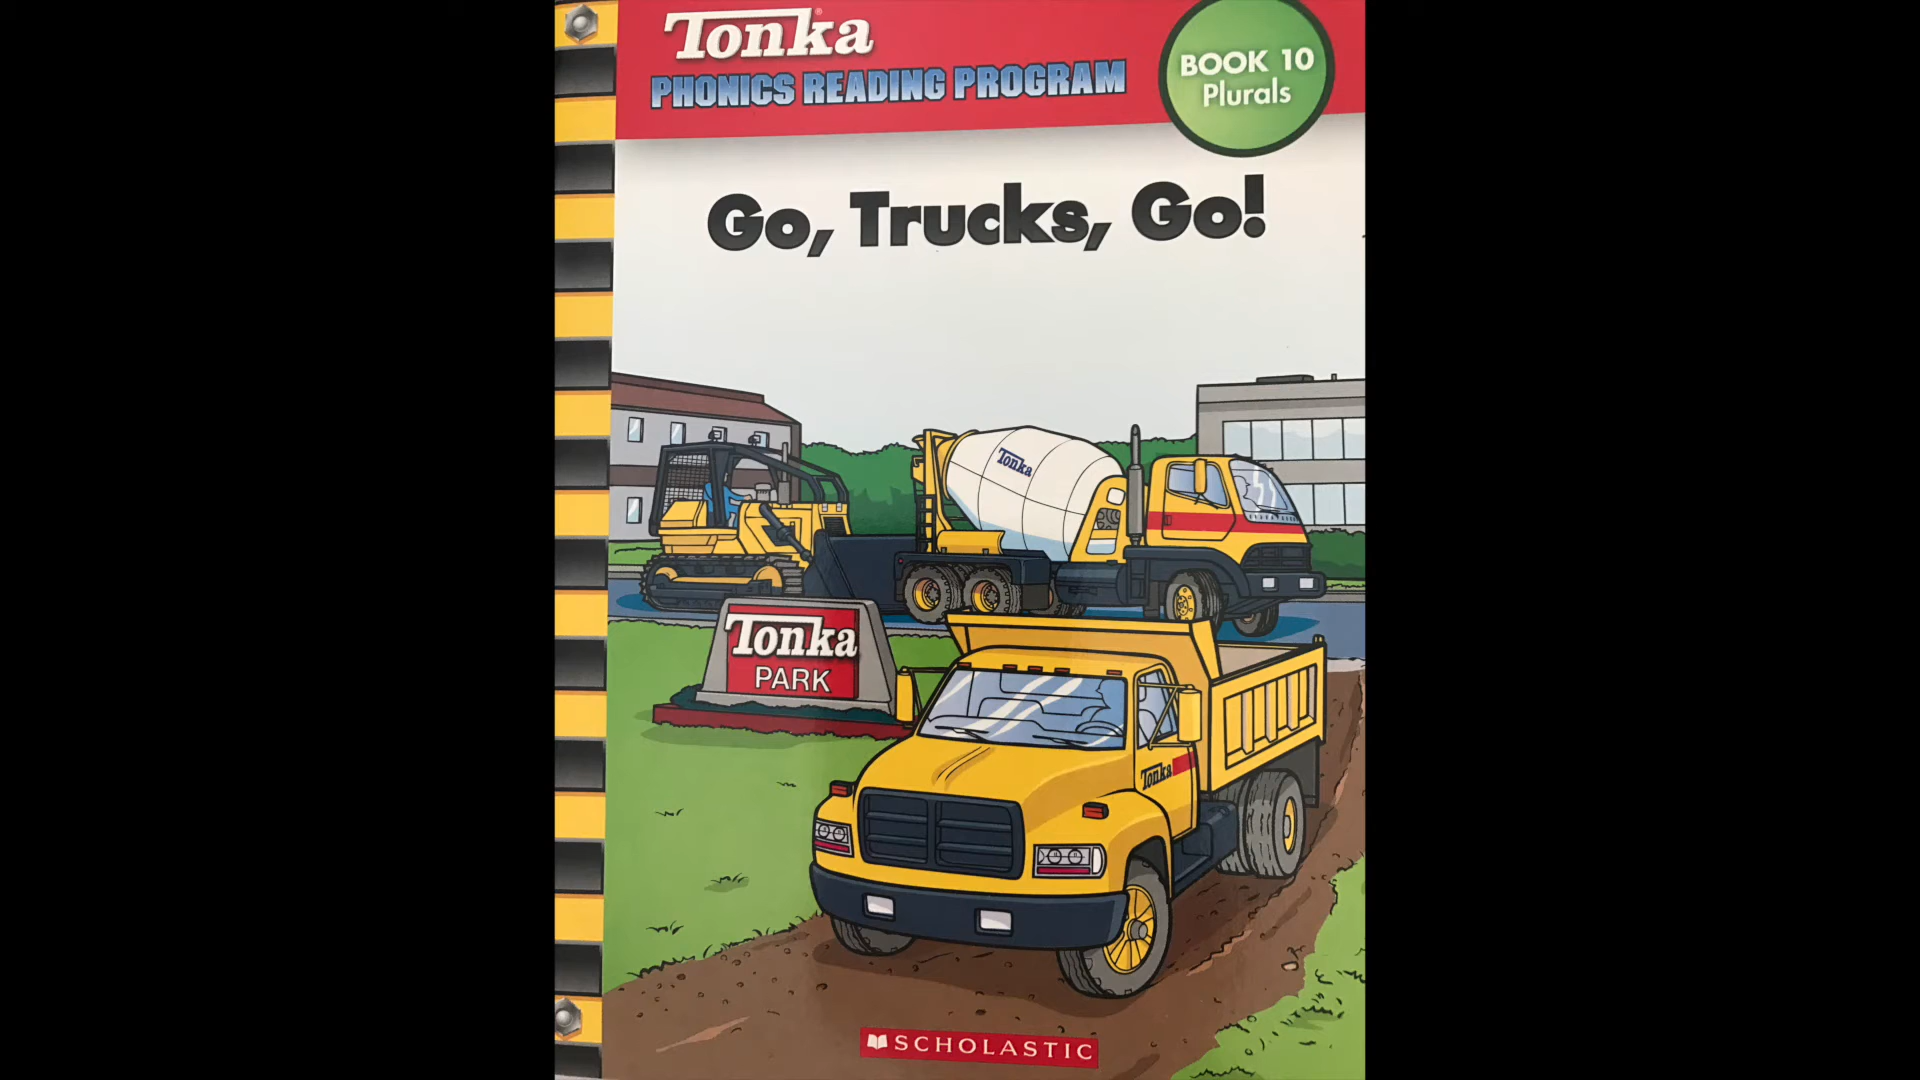 Tonka
PHONICS READING PROGRAM
BOOK 10
Plurals
Go, Trucks, Go!
Tonka
Tonka
PARK
Tonka
SCHOLASTIC